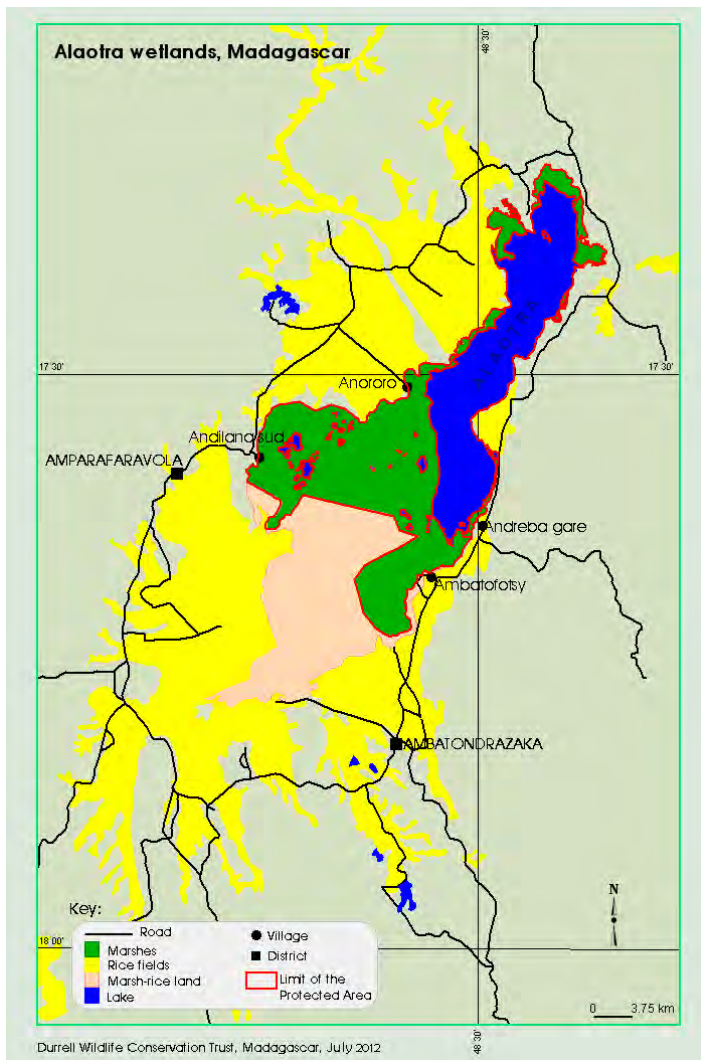 Alaotra wetlands, Madagascar
48 30'
17 30'
17 30'
ALAOTRA
Anororo
Andilana sud
AMPARAFARAVOLA
Andreba gare
Ambatofotsy
AMBATONDRAZAKA
N
Key:
Road
Marshes
Rice fields
Marsh-rice land
Lake
Village
District
Limit of the
Protected Area
18 00'
0 3.75 km
48 30'
Durrell Wildlife Conservation Trust, Madagascar, July 2012